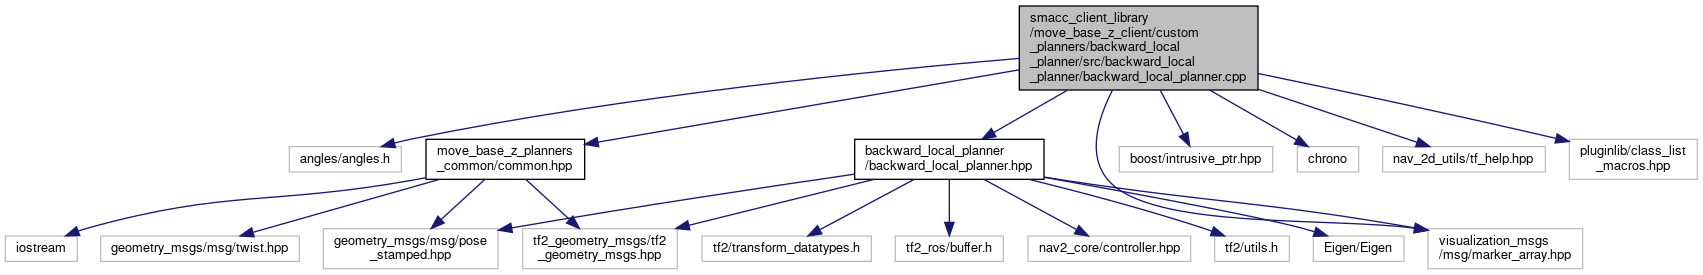 smacc_client_library
/move_base_z_client/custom
_planners/backward_local
_planner/src/backward_local
_planner/backward_local_planner.cpp
angles/angles.h
move_base_z_planners
_common/common.hpp
backward_local_planner
/backward_local_planner.hpp
boost/intrusive_ptr.hpp
chrono
nav_2d_utils/tf_help.hpp
pluginlib/class_list
_macros.hpp
iostream
geometry_msgs/msg/twist.hpp
geometry_msgs/msg/pose
_stamped.hpp
tf2_geometry_msgs/tf2
_geometry_msgs.hpp
tf2/transform_datatypes.h
tf2_ros/buffer.h
nav2_core/controller.hpp
tf2/utils.h
Eigen/Eigen
visualization_msgs
/msg/marker_array.hpp